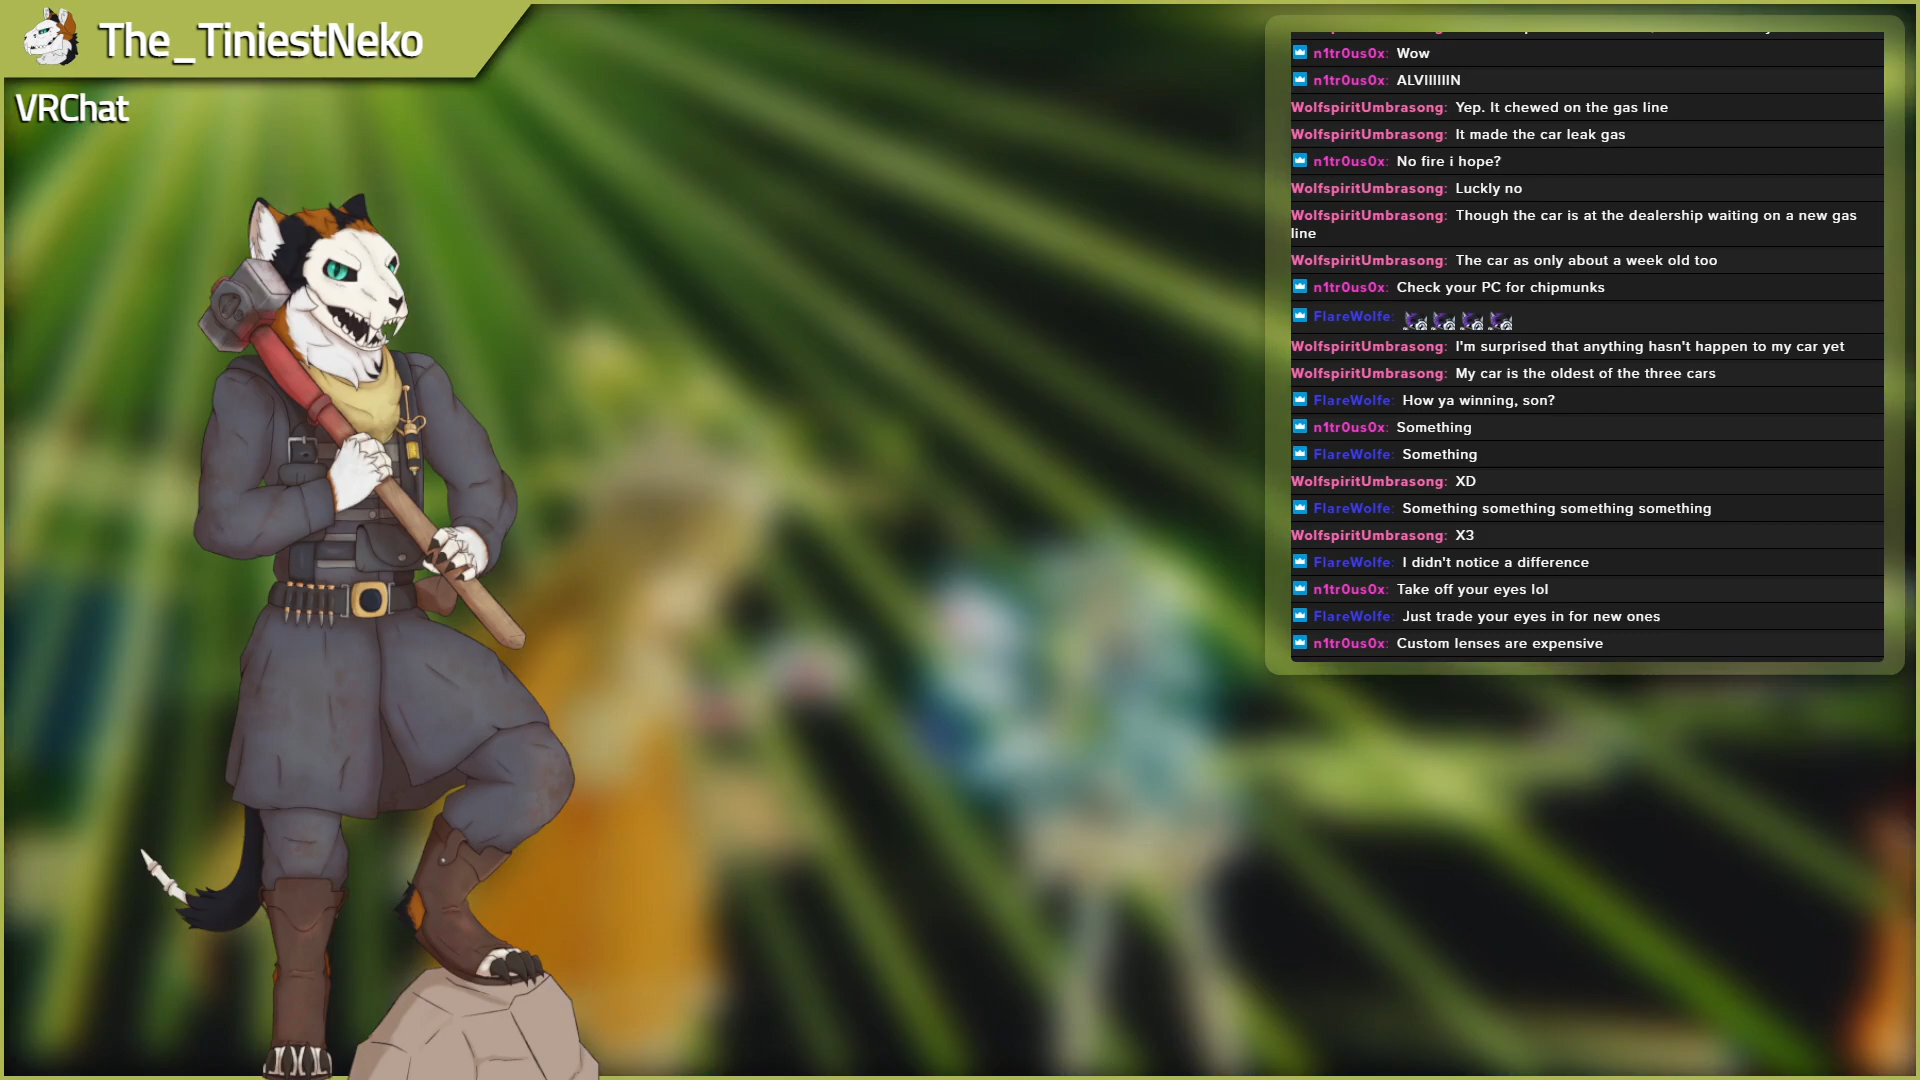 The_TiniestNeko
VRChat
n1tr0us0x: Wow
n1tr0us0x: ALVIIIIIIN
WolfspiritUmbrasong: Yep. It chewed on the gas line
WolfspiritUmbrasong: It made the car leak gas
n1tr0us0x: No fire i hope?
WolfspiritUmbrasong: Luckly no
WolfspiritUmbrasong: Though the car is at the dealership waiting on a new gas
line
WolfspiritUmbrasong: The car as only about a week old too
n1tr0us0x: Check your PC for chipmunks
FlareWolfe:
WolfspiritUmbrasong: I'm surprised that anything hasn't happen to my car yet
WolfspiritUmbrasong: My car is the oldest of the three cars
FlareWolfe: How ya winning, son?
n1tr0us0x: Something
FlareWolfe: Something
WolfspiritUmbrasong: XD
FlareWolfe: Something something something something
WolfspiritUmbrasong: X3
FlareWolfe: I didn't notice a difference
n1tr0us0x: Take off your eyes lol
FlareWolfe: Just trade your eyes in for new ones
n1tr0us0x: Custom lenses are expensive